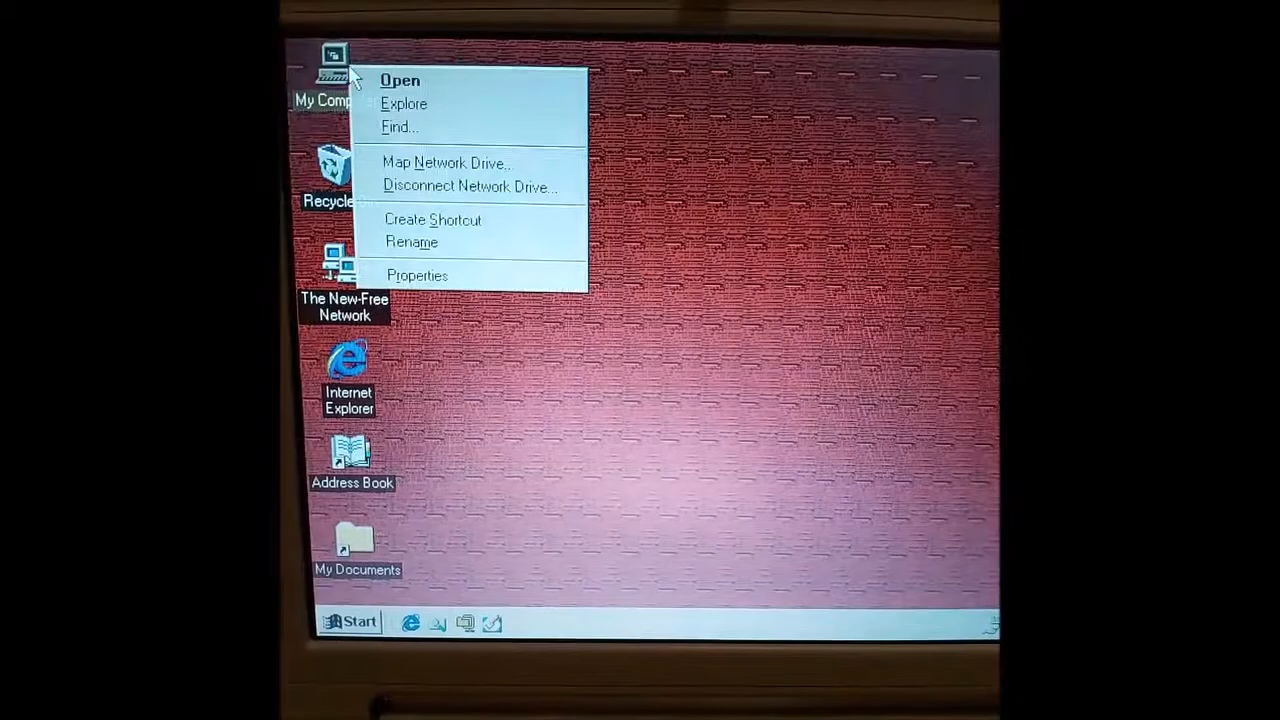 My Comp
Open
Explore
Find...
Map Network Drive...
Disconnect Network Drive...
Create Shortcut
Rename
Properties
Recycle
The New-Free
Network
Internet
Explorer
Address Book
My Documents
Start